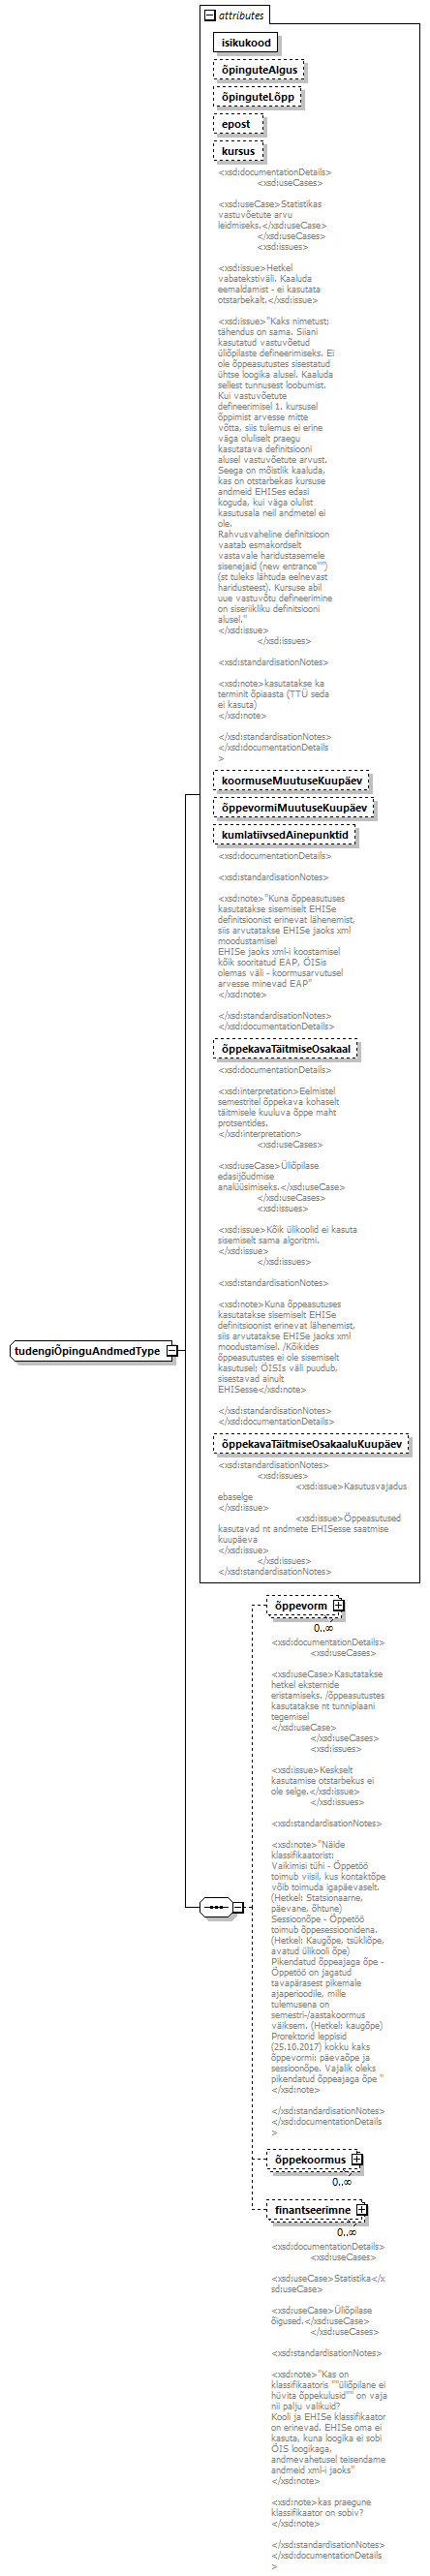 attributes
isikukood
õpinguteAlgus
õpinguteLõpp
epost
kursus
<xsd:documentationDetails>
<xsd:useCases>
<xsd:useCase>Statistikas
vastuvõetute arvu
leidmiseks.</xsd:useCase>
</xsd:useCases>
<xsd:issues>
<xsd:issue>Hetkel
vabatekstiväli. Kaaluda
eemaldamist - ei kasutata
otstarbekalt.</xsd:issue>
<xsd:issue>"Kaks nimetust;
tähendus on sama. Siiani
kasutatud vastuvõetud
üliõpilaste defineerimiseks. Ei
ole õppeasutustes sisestatud
ühtse loogika alusel. Kaaluda
sellest tunnusest loobumist.
Kui vastuvõetute
defineerimisel 1. kursusel
õppimist arvesse mitte
võtta, siis tulemus ei erine
väga oluliselt praegu
kasutatava definitsiooni
alusel vastuvõetute arvust.
Seega on mõistlik kaaluda,
kas on otstarbekas kursuse
andmeid EHISes edasi
koguda, kui väga olulist
kasutusala neil andmetel ei
ole.
Rahvusvaheline definitsioon
vaatab esmakordselt
vastavale haridustasemele
sisenejaid (new entrance"")
(st tuleks lähtuda eelnevast
haridusteest). Kursuse abil
uue vastuvõtu defineerimine
on siseriikliku definitsiooni
alusel."
</xsd:issue>
</xsd:issues>
<xsd:standardisationNotes>
<xsd:note>kasutatakse ka
terminit õpiaasta (TTÜ seda
ei kasuta)
</xsd:note>
</xsd:standardisationNotes>
</xsd:documentationDetails
>
koormuseMuutuseKuupäev
õppevormiMuutuseKuupäev
kumlatiivsedAinepunktid
<xsd:documentationDetails>
<xsd:standardisationNotes>
<xsd:note>"Kuna õppeasutuses
kasutatakse sisemiselt EHISe
definitsioonist erinevat lähenemist,
siis arvutatakse EHISe jaoks xml
moodustamisel
EHISe jaoks xml-i koostamisel
kõik sooritatud EAP, ÕISis
olemas väli - koormusarvutusel
arvesse minevad EAP"
</xsd:note>
</xsd:standardisationNotes>
</xsd:documentationDetails>
õppekavaTäitmiseOsakaal
<xsd:documentationDetails>
<xsd:interpretation>Eelmistel
semestritel õppekava kohaselt
täitmisele kuuluva õppe maht
protsentides.
</xsd:interpretation>
<xsd:useCases>
<xsd:useCase>Üliõpilase
edasijõudmise
analüüsimiseks.</xsd:useCase>
</xsd:useCases>
<xsd:issues>
<xsd:issue>Kõik ülikoolid ei kasuta
sisemiselt sama algoritmi.
</xsd:issue>
</xsd:issues>
<xsd:standardisationNotes>
<xsd:note>Kuna õppeasutuses
kasutatakse sisemiselt EHISe
definitsioonist erinevat lähenemist,
siis arvutatakse EHISe jaoks xml
moodustamisel. /Kõikides
õppeasutustes ei ole sisemiselt
kasutusel; ÕISIs väli puudub,
sisestavad ainult
EHISesse</xsd:note>
</xsd:standardisationNotes>
</xsd:documentationDetails>
õppekavaTäitmiseOsakaaluKuupäev
<xsd:standardisationNotes>
<xsd:issues>
<xsd:issue>Kasutusvajadus
ebaselge
</xsd:issue>
<xsd:issue>Õppeasutused
kasutavad nt andmete EHISesse saatmise
kuupäeva
</xsd:issue>
</xsd:issues>
</xsd:standardisationNotes>
tudengiÕpinguAndmedType
õppevorm
0..∞
<xsd:documentationDetails>
<xsd:useCases>
<xsd:useCase>Kasutatakse
hetkel eksternide
eristamiseks. /õppeasutustes
kasutatakse nt tunniplaani
tegemisel
</xsd:useCase>
</xsd:useCases>
<xsd:issues>
<xsd:issue>Keskselt
kasutamise otstarbekus ei
ole selge.</xsd:issue>
</xsd:issues>
<xsd:standardisationNotes>
<xsd:note>"Näide
klassifikaatorist:
Vaikimisi tühi - Õppetöö
toimub viisil, kus kontaktõpe
võib toimuda igapäevaselt.
(Hetkel: Statsionaarne,
päevane, õhtune)
Sessioonõpe - Õppetöö
toimub õppesessioonidena.
(Hetkel: Kaugõpe, tsükliõpe,
avatud ülikooli õpe)
Pikendatud õppeajaga õpe -
Õppetöö on jagatud
tavapärasest pikemale
ajaperioodile, mille
tulemusena on
semestri-/aastakoormus
väiksem. (Hetkel: kaugõpe)
Prorektorid leppisid
(25.10.2017) kokku kaks
õppevormi: päevaõpe ja
sessioonõpe. Vajalik oleks
pikendatud õppeajaga õpe "
</xsd:note>
</xsd:standardisationNotes>
</xsd:documentationDetails
>
õppekoormus
0..∞
finantseerimne
0..∞
<xsd:documentationDetails>
<xsd:useCases>
<xsd:useCase>Statistika</x
sd:useCase>
<xsd:useCase>Üliõpilase
õigused.</xsd:useCase>
</xsd:useCases>
<xsd:standardisationNotes>
<xsd:note>"Kas on
klassifikaatoris ""üliõpilane ei
hüvita õppekulusid"" on vaja
nii palju valikuid?
Kooli ja EHISe klassifikaator
on erinevad. EHISe oma ei
kasuta, kuna loogika ei sobi
ÕIS loogikaga,
andmevahetusel teisendame
andmeid xml-i jaoks"
</xsd:note>
<xsd:note>kas praegune
klassifikaator on sobiv?
</xsd:note>
</xsd:standardisationNotes>
</xsd:documentationDetails
>